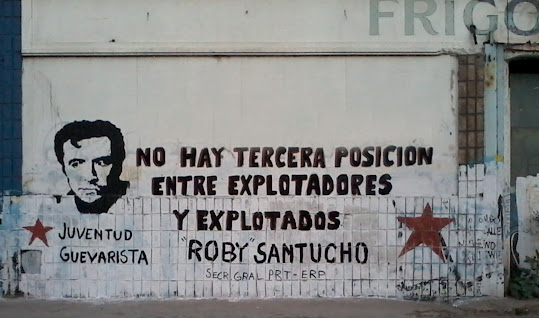 FRIGO
NO HAY TERCERA POSICION
ENTRE EXPLOTADORES
Y EXPLOTADOS
"ROBY" SANTUCHO
SECR. GRAL PRT-ERP
JUVENTUD
GUEVARISTA